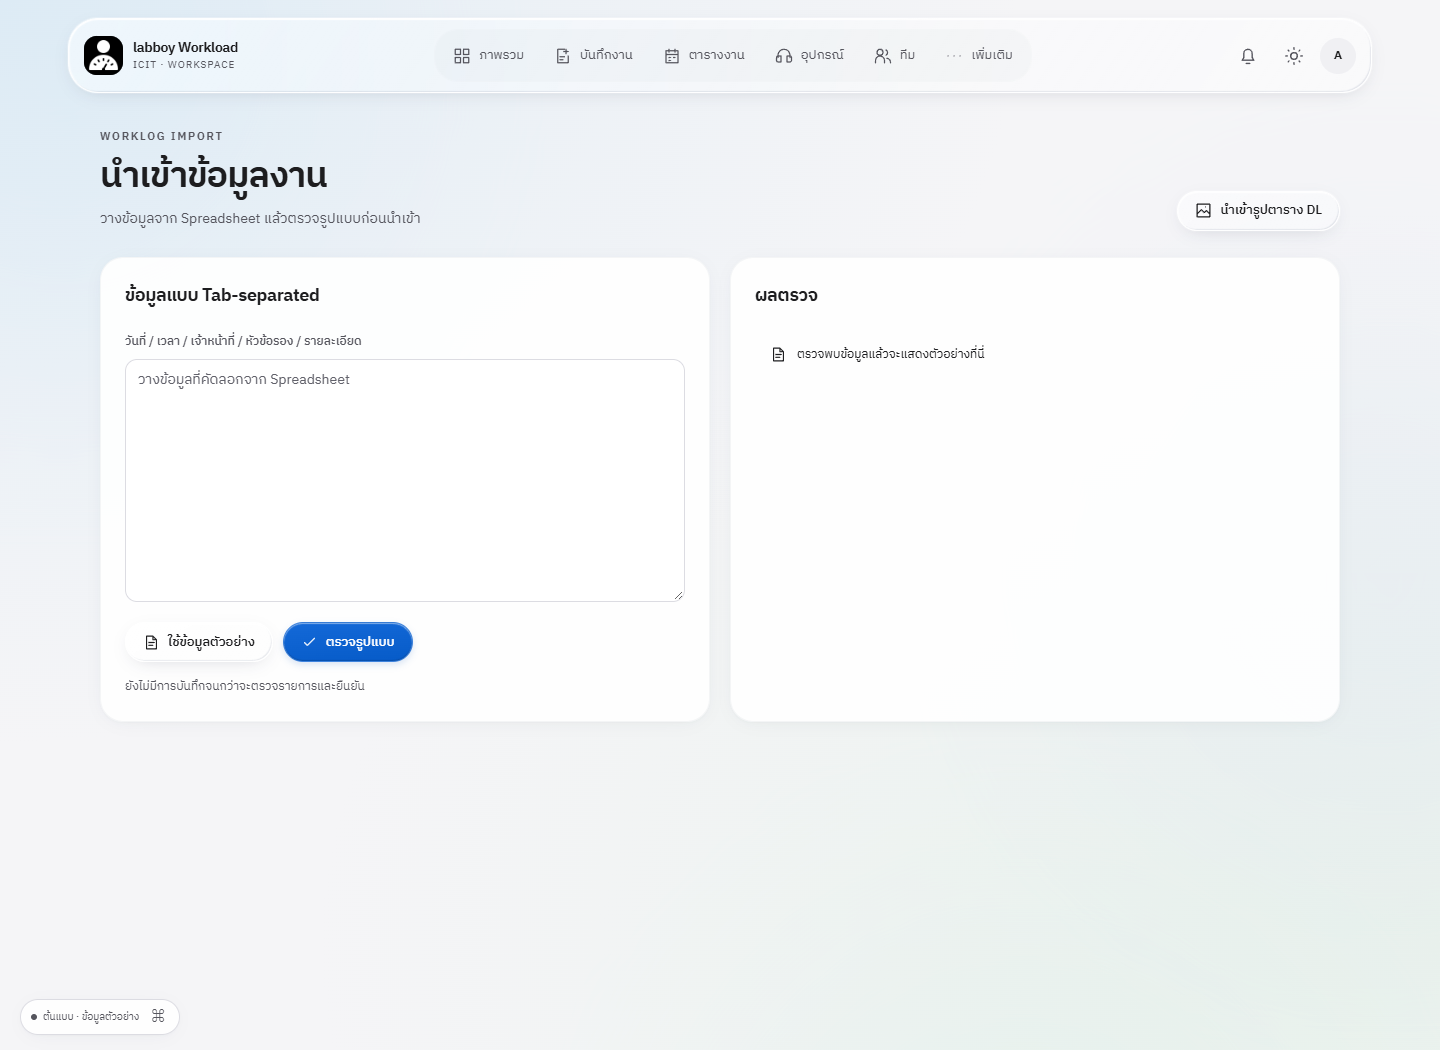 labboy Workload
ICIT · WORKSPACE
ภาพรวม
บันทึกงาน
ตารางงาน
อุปกรณ์
ทีม
เพิ่มเติม
A
WORKLOG IMPORT
นำเข้าข้อมูลงาน
วางข้อมูลจาก Spreadsheet แล้วตรวจรูปแบบก่อนนำเข้า
นำเข้ารูปตาราง DL
ข้อมูลแบบ Tab-separated
วันที่ / เวลา / เจ้าหน้าที่ / หัวข้อรอง / รายละเอียด
วางข้อมูลที่คัดลอกจาก Spreadsheet
ใช้ข้อมูลตัวอย่าง
ตรวจรูปแบบ
ยังไม่มีการบันทึกจนกว่าจะตรวจรายการและยืนยัน
ผลตรวจ
ตรวจพบข้อมูลแล้วจะแสดงตัวอย่างที่นี่
ต้นแบบ · ข้อมูลตัวอย่าง ⌘